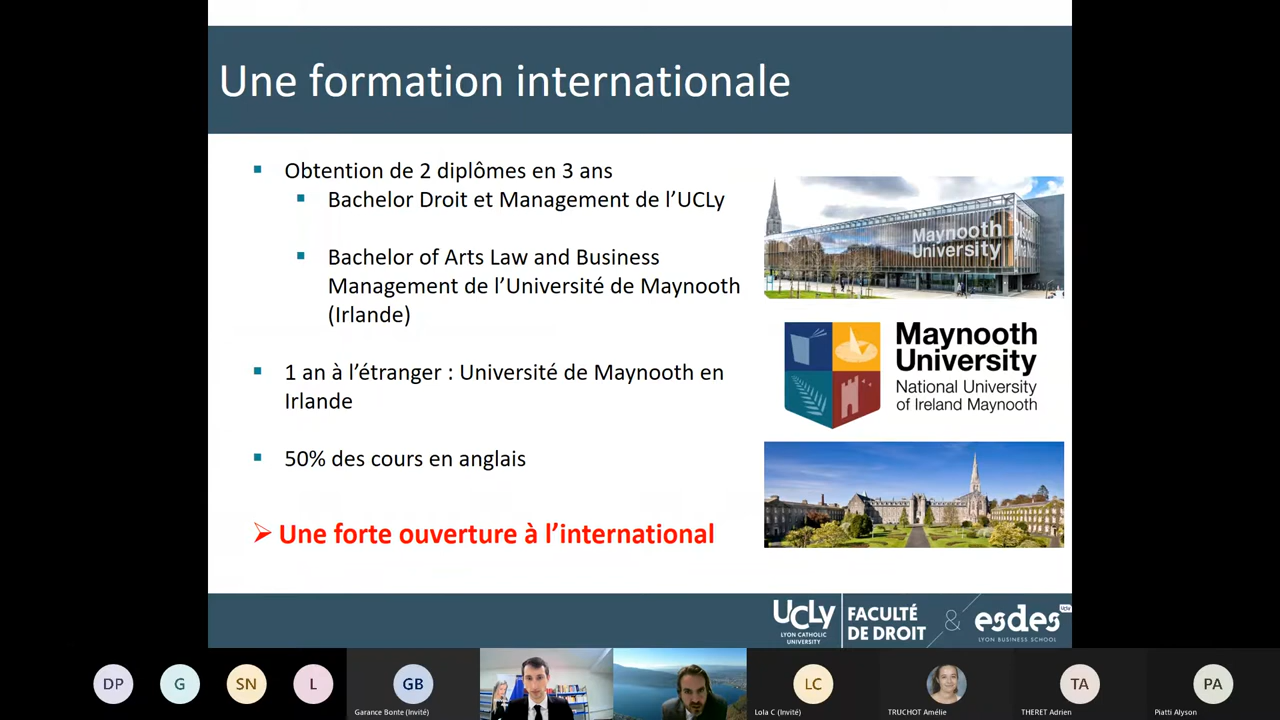 Une formation internationale
Obtention de 2 diplômes en 3 ans
Bachelor Droit et Management de l’UCLy
Bachelor of Arts Law and Business
Management de l’Université de Maynooth
(Irlande)
1 an à l’étranger : Université de Maynooth en
Irlande
50% des cours en anglais
Une forte ouverture à l’international
Maynooth
University
Maynooth
University
National University
of Ireland Maynooth
UCLy
LYON CATHOLIC
UNIVERSITY
FACULTÉ
DE DROIT
&
esdes
LYON BUSINESS SCHOOL
DP
G
SN
L
GB
Garance Bonte (Invité)
LC
Lola C (Invité)
TRUCHOT Amélie
TA
THERET Adrien
PA
Piatti Alyson